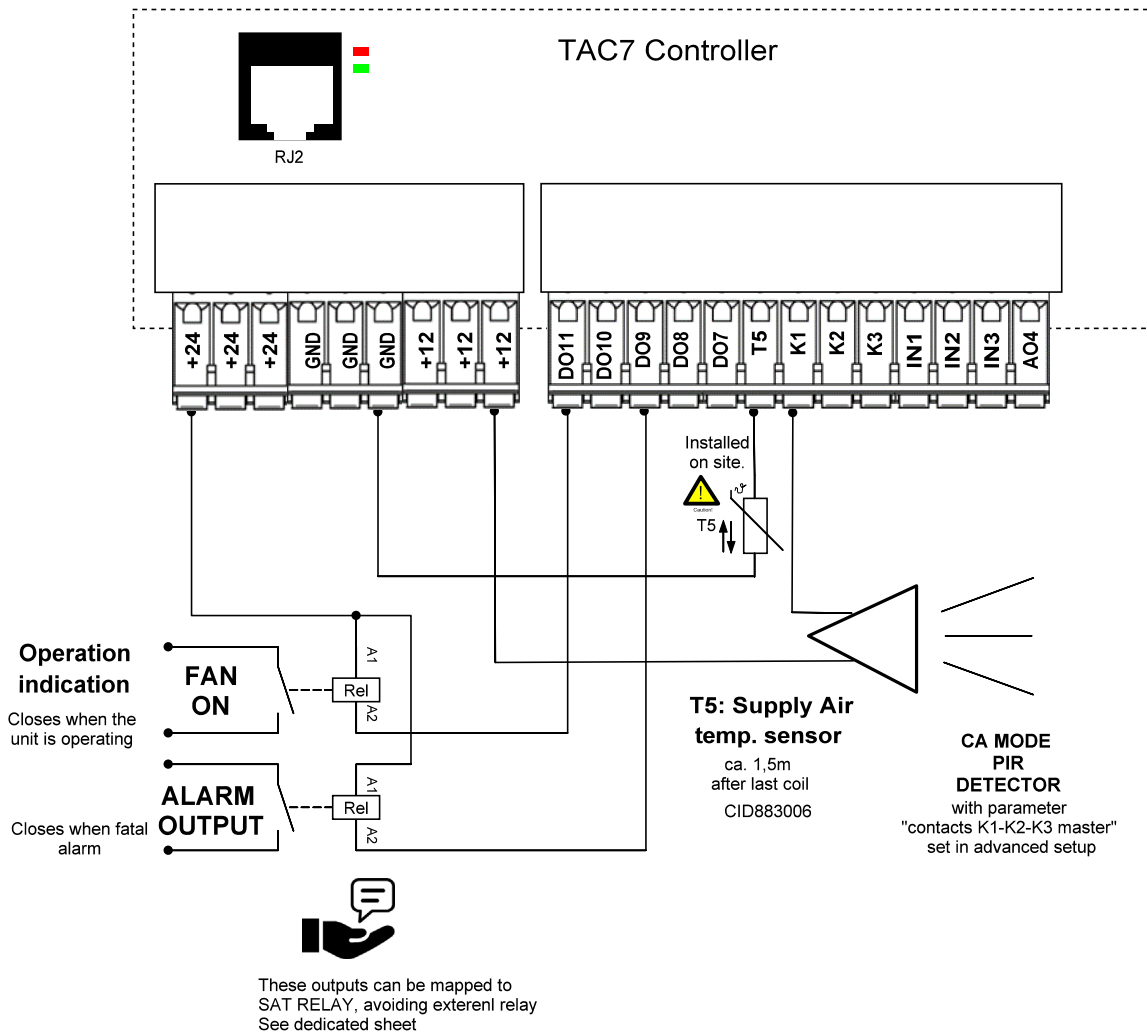 TAC7 Controller
RJ2
+24
+24
+24
GND
GND
GND
+12
+12
+12
DO11
DO10
DO9
DO8
DO7
T5
K1
K2
K3
IN1
IN2
IN3
AO4
Installed
on site.
!
Caution!
ϑ
T5
Operation
indication
Closes when the
unit is operating
FAN
ON
A1
Rel
A2
ALARM
OUTPUT
Closes when fatal
alarm
A1
Rel
A2
T5: Supply Air
temp. sensor
ca. 1,5m
after last coil
CID883006
CA MODE
PIR
DETECTOR
with parameter
"contacts K1-K2-K3 master"
set in advanced setup
These outputs can be mapped to
SAT RELAY, avoiding exterenl relay
See dedicated sheet